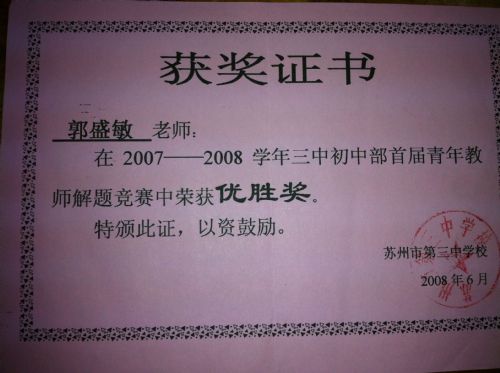 获奖证书
郭盛敏 老师：
在 2007——2008 学年三中初中部首届青年教
师解题竞赛中荣获优胜奖。
特颁此证，以资鼓励。
苏州市第三中学校
2008 年 6 月